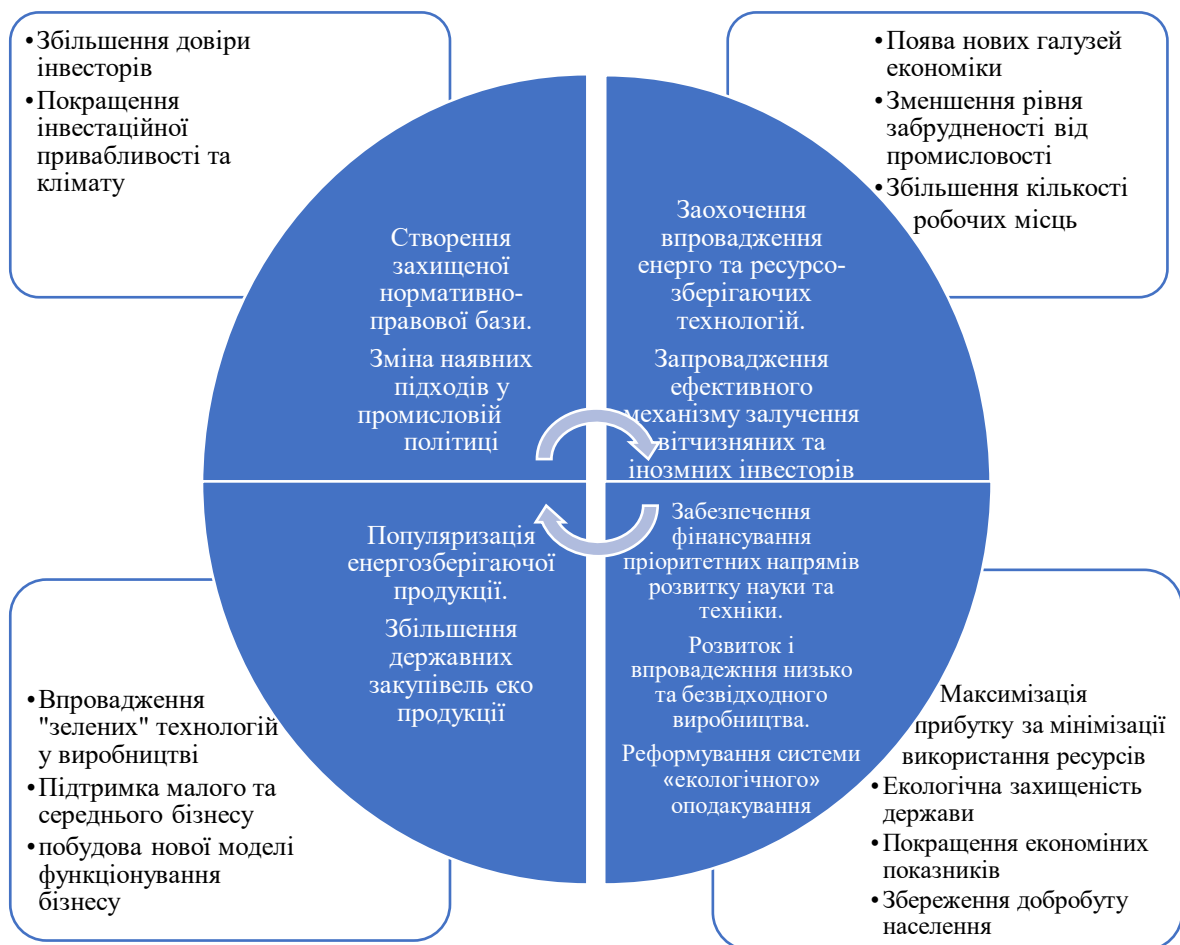 •Збільшення довіри
інвесторів
•Покращення
інвестаційної
привабливості та
клімату
•Поява нових галузей
економіки
•Зменшення рівня
забрудненості від
промисловості
•Збільшення кількості
робочих місць
Створення
захищеної
нормативно-
правової бази.
Зміна наявних
підходів у
промисловій
політиці
Заохочення
впровадження
енерго та ресурсо-
зберігаючих
технологій.
Запровадження
ефективного
механізму залучення
вітчизняних та
інозмних інвесторів
Популяризація
енергозберігаючої
продукції.
Збільшення
державних
закупівель еко
продукції
Забезпечення
фінансування
пріоритетних напрямів
розвитку науки та
техніки.
Розвиток і
впровадежння низько
та безвідходного
виробництва.
Реформування системи
«екологічного»
оподакування
•Впровадження
"зелених" технологій
у виробництві
•Підтримка малого та
середнього бізнесу
•побудова нової моделі
функціонування
бізнесу
Максимізація
прибутку за мінімізації
використання ресурсів
•Екологічна захищеність
держави
•Покращення економіних
показників
•Збереження добробуту
населення